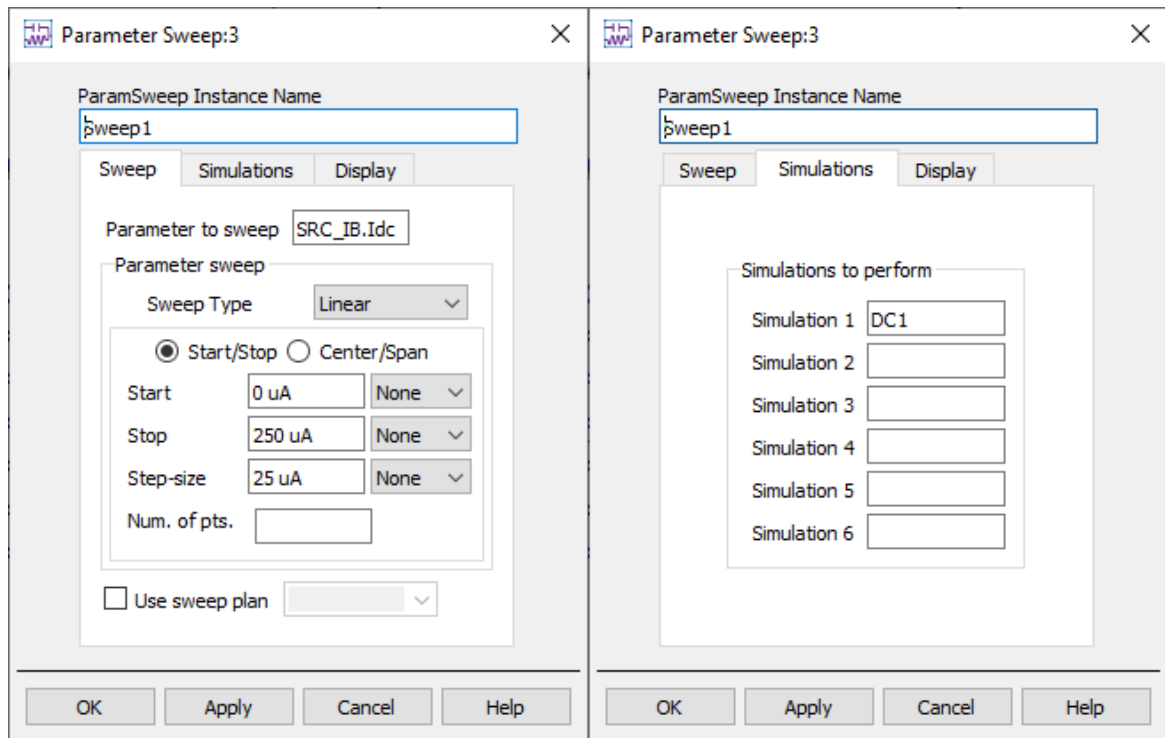 Parameter Sweep:3
ParamSweep Instance Name
Sweep1
Sweep Simulations Display
Parameter to sweep SRC_IB.Idc
Parameter sweep
Sweep Type Linear
Start/Stop Center/Span
Start 0 uA None
Stop 250 uA None
Step-size 25 uA None
Num. of pts.
Use sweep plan
OK Apply Cancel Help
Parameter Sweep:3
ParamSweep Instance Name
Sweep1
Sweep Simulations Display
Simulations to perform
Simulation 1 DC1
Simulation 2
Simulation 3
Simulation 4
Simulation 5
Simulation 6
OK Apply Cancel Help